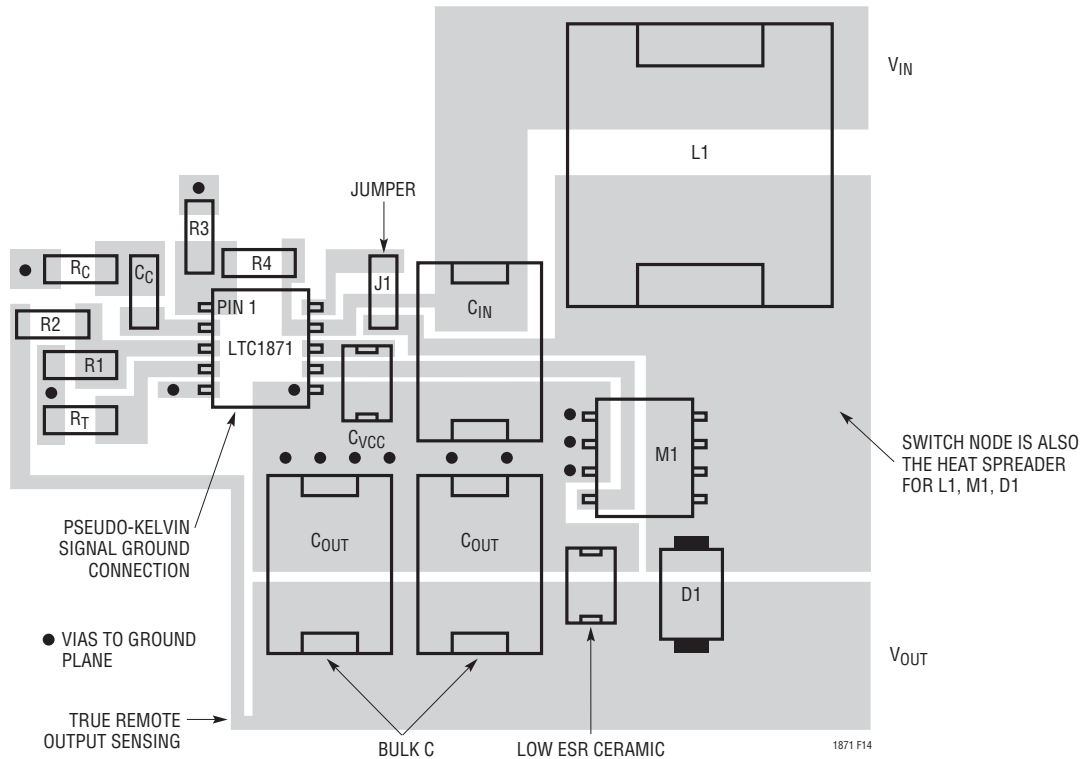 VIN
L1
JUMPER
R3
RC
CC
R4
J1
CIN
PIN 1
R2
LTC1871
R1
RT
CVCC
M1
SWITCH NODE IS ALSO
THE HEAT SPREADER
FOR L1, M1, D1
PSEUDO-KELVIN
SIGNAL GROUND
CONNECTION
COUT
COUT
D1
VIAS TO GROUND
PLANE
VOUT
TRUE REMOTE
OUTPUT SENSING
BULK C
LOW ESR CERAMIC
1871 F14